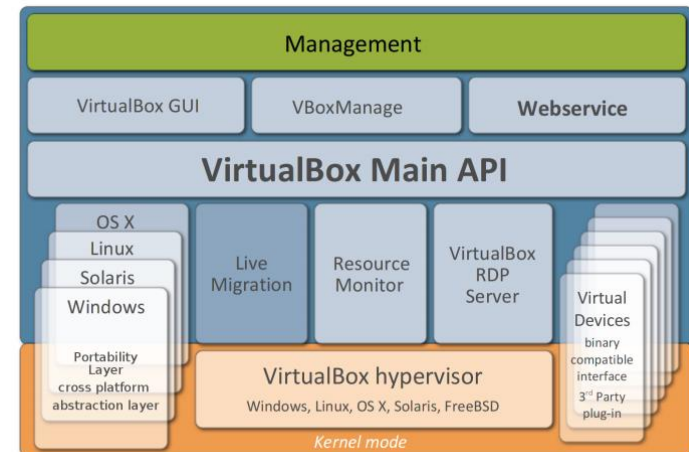 Management
VirtualBox GUI
VBoxManage
Webservice
VirtualBox Main API
OS X
Linux
Solaris
Windows
Portability
Layer
cross platform
abstraction layer
Live
Migration
Resource
Monitor
VirtualBox
RDP
Server
Virtual
Devices
binary
compatible
interface
3rd Party
plug-in
VirtualBox hypervisor
Windows, Linux, OS X, Solaris, FreeBSD
Kernel mode